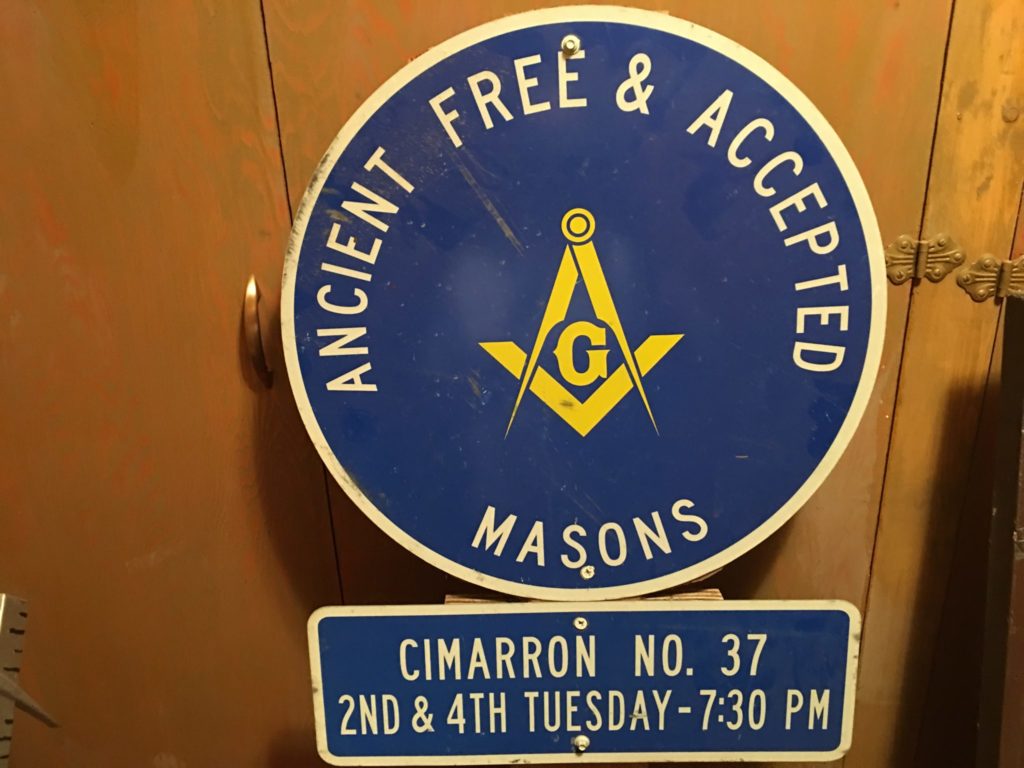 ANCIENT FREE & ACCEPTED
G
MASONS
CIMARRON NO. 37
2ND & 4TH TUESDAY-7:30 PM